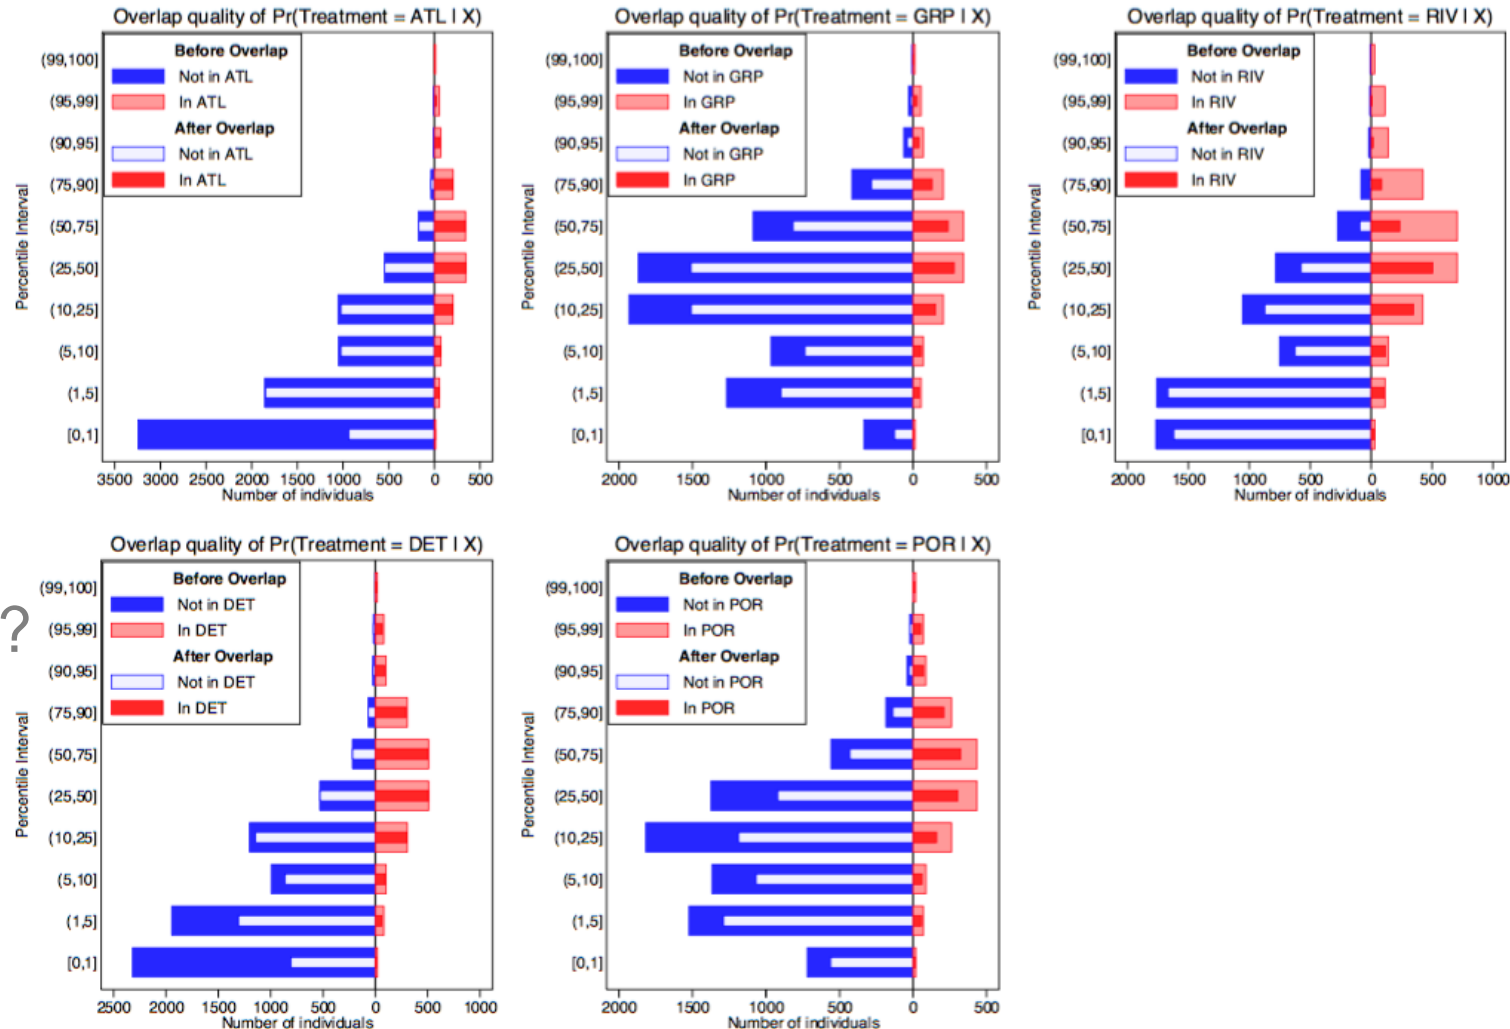 Overlap quality of Pr(Treatment = ATL | X)
Before Overlap
Not in ATL
In ATL
After Overlap
Not in ATL
In ATL
Percentile Interval
(99,100]
(95,99]
(90,95]
(75,90]
(50,75]
(25,50]
(10,25]
(5,10]
(1,5]
[0,1]
3500 3000 2500 2000 1500 1000 500 0 500
Number of individuals
Overlap quality of Pr(Treatment = GRP | X)
Before Overlap
Not in GRP
In GRP
After Overlap
Not in GRP
In GRP
Percentile Interval
(99,100]
(95,99]
(90,95]
(75,90]
(50,75]
(25,50]
(10,25]
(5,10]
(1,5]
[0,1]
2000 1500 1000 500 0 500
Number of individuals
Overlap quality of Pr(Treatment = RIV | X)
Before Overlap
Not in RIV
In RIV
After Overlap
Not in RIV
In RIV
Percentile Interval
(99,100]
(95,99]
(90,95]
(75,90]
(50,75]
(25,50]
(10,25]
(5,10]
(1,5]
[0,1]
2000 1500 1000 500 0 500 1000
Number of individuals
?
Overlap quality of Pr(Treatment = DET | X)
Before Overlap
Not in DET
In DET
After Overlap
Not in DET
In DET
Percentile Interval
(99,100]
(95,99]
(90,95]
(75,90]
(50,75]
(25,50]
(10,25]
(5,10]
(1,5]
[0,1]
2500 2000 1500 1000 500 0 500 1000
Number of individuals
Overlap quality of Pr(Treatment = POR | X)
Before Overlap
Not in POR
In POR
After Overlap
Not in POR
In POR
Percentile Interval
(99,100]
(95,99]
(90,95]
(75,90]
(50,75]
(25,50]
(10,25]
(5,10]
(1,5]
[0,1]
2000 1500 1000 500 0 500
Number of individuals